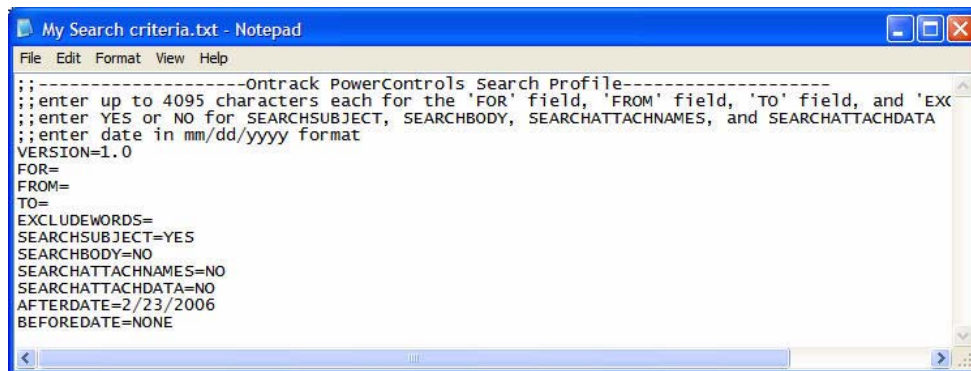 My Search criteria.txt - Notepad
File Edit Format View Help
;;--------------------Ontrack PowerControls Search Profile--------------------
;;enter up to 4095 characters each for the 'FOR' field, 'FROM' field, 'TO' field, and 'EXC
;;enter YES or NO for SEARCHSUBJECT, SEARCHBODY, SEARCHATTACHNAMES, and SEARCHATTACHDATA
;;enter date in mm/dd/yyyy format
VERSION=1.0
FOR=
FROM=
TO=
EXCLUDEWORDS=
SEARCHSUBJECT=YES
SEARCHBODY=NO
SEARCHATTACHNAMES=NO
SEARCHATTACHDATA=NO
AFTERDATE=2/23/2006
BEFOREDATE=NONE